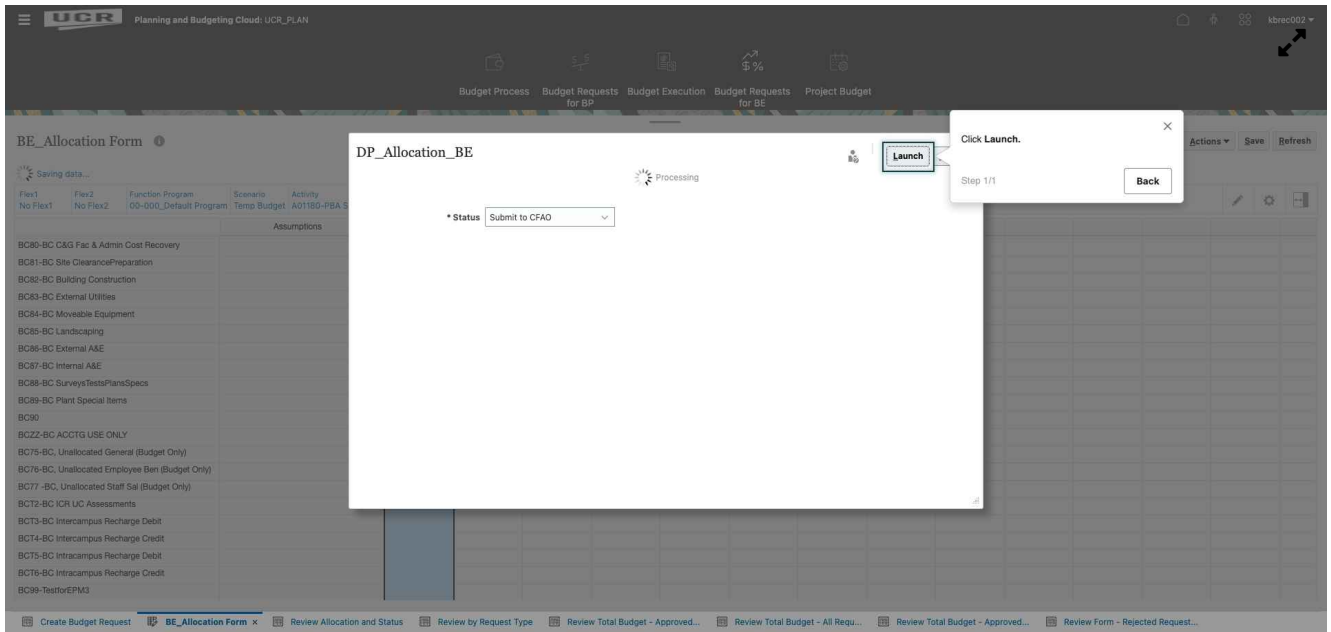 UCR Planning and Budgeting Cloud: UCR_PLAN kbrec002
Budget Process Budget Requests for BP Budget Execution Budget Requests for BE Project Budget
BE_Allocation Form
Actions Save Refresh
Saving data...
Flex1 Flex2 Function Program Scenario Activity
No Flex1 No Flex2 00-000_Default Program Temp Budget A01180-PBA S
Assumptions
DP_Allocation_BE
Launch
Processing
* Status Submit to CFAO
Click Launch.
Step 1/1 Back
BC80-BC C&G Fac & Admin Cost Recovery
BC81-BC Site ClearancePreparation
BC82-BC Building Construction
BC83-BC External Utilities
BC84-BC Moveable Equipment
BC85-BC Landscaping
BC86-BC External A&E
BC87-BC Internal A&E
BC88-BC SurveysTestsPlansSpecs
BC89-BC Plant Special Items
BC90
BCZZ-BC ACCTG USE ONLY
BC75-BC, Unallocated General (Budget Only)
BC76-BC, Unallocated Employee Ben (Budget Only)
BC77 -BC, Unallocated Staff Sal (Budget Only)
BCT2-BC ICR UC Assessments
BCT3-BC Intercampus Recharge Debit
BCT4-BC Intercampus Recharge Credit
BCT5-BC Intracampus Recharge Debit
BCT6-BC Intracampus Recharge Credit
BC99-TestforEPM3
Create Budget Request BE_Allocation Form Review Allocation and Status Review by Request Type Review Total Budget - Approved... Review Total Budget - All Requ... Review Total Budget - Approved... Review Form - Rejected Request...